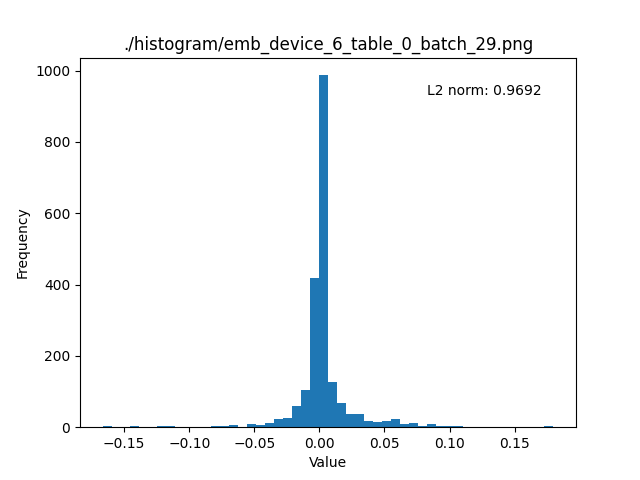 ./histogram/emb_device_6_table_0_batch_29.png
L2 norm: 0.9692
1000
800
600
400
200
0
Frequency
−0.15 −0.10 −0.05 0.00 0.05 0.10 0.15
Value